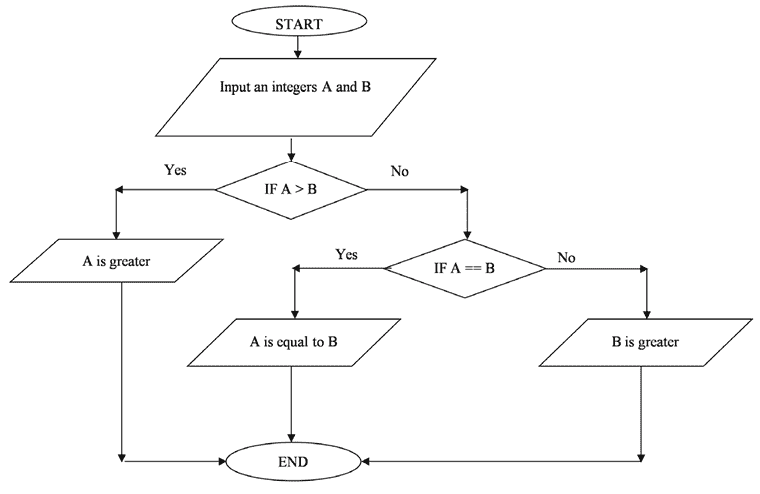 START
Input an integers A and B
Yes
IF A > B
No
A is greater
Yes
IF A == B
No
A is equal to B
B is greater
END